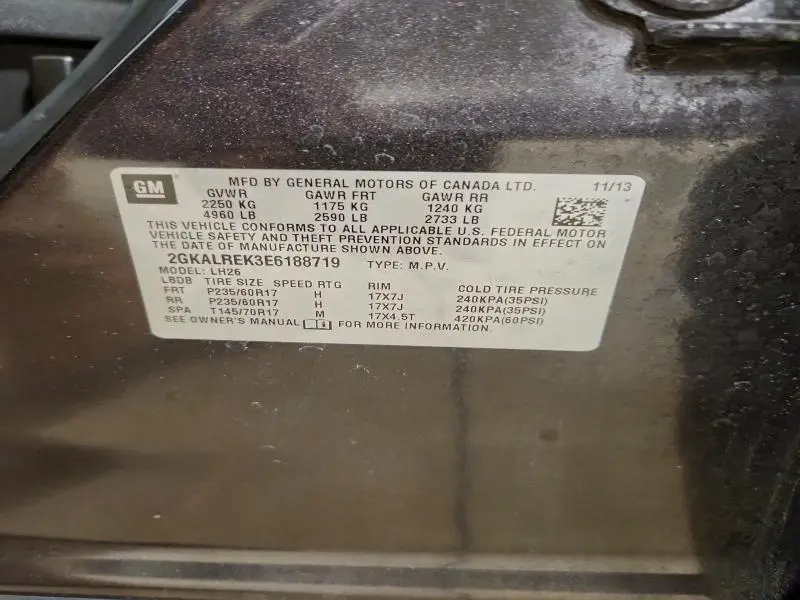 GM
MFD BY GENERAL MOTORS OF CANADA LTD. 11/13
GVWR GAWR FRT GAWR RR
2250 KG 1175 KG 1240 KG
4960 LB 2590 LB 2733 LB
THIS VEHICLE CONFORMS TO ALL APPLICABLE U.S. FEDERAL MOTOR
VEHICLE SAFETY AND THEFT PREVENTION STANDARDS IN EFFECT ON
THE DATE OF MANUFACTURE SHOWN ABOVE.
2GKALREK3E6188719 TYPE: M.P.V.
MODEL: LH26
LBDB TIRE SIZE SPEED RTG RIM COLD TIRE PRESSURE
FRT P235/60R17 H 17X7J 240KPA(35PSI)
RR P235/60R17 H 17X7J 240KPA(35PSI)
SPA T145/70R17 M 17X4.5T 420KPA(60PSI)
SEE OWNER'S MANUAL FOR MORE INFORMATION.